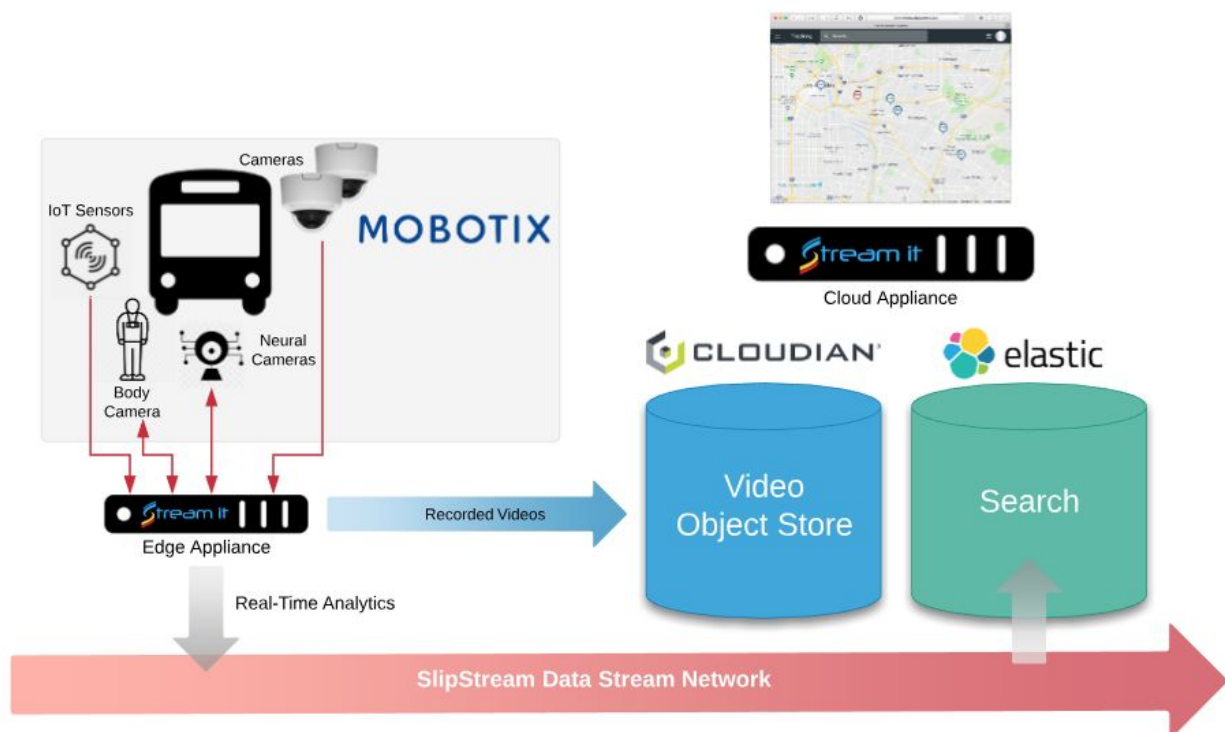 Cameras
IoT Sensors
MOBOTIX
Neural
Cameras
Body
Camera
Stream it
Edge Appliance
Recorded Videos
Real-Time Analytics
Stream it
Cloud Appliance
CLOUDIAN
elastic
Video
Object Store
Search
SlipStream Data Stream Network